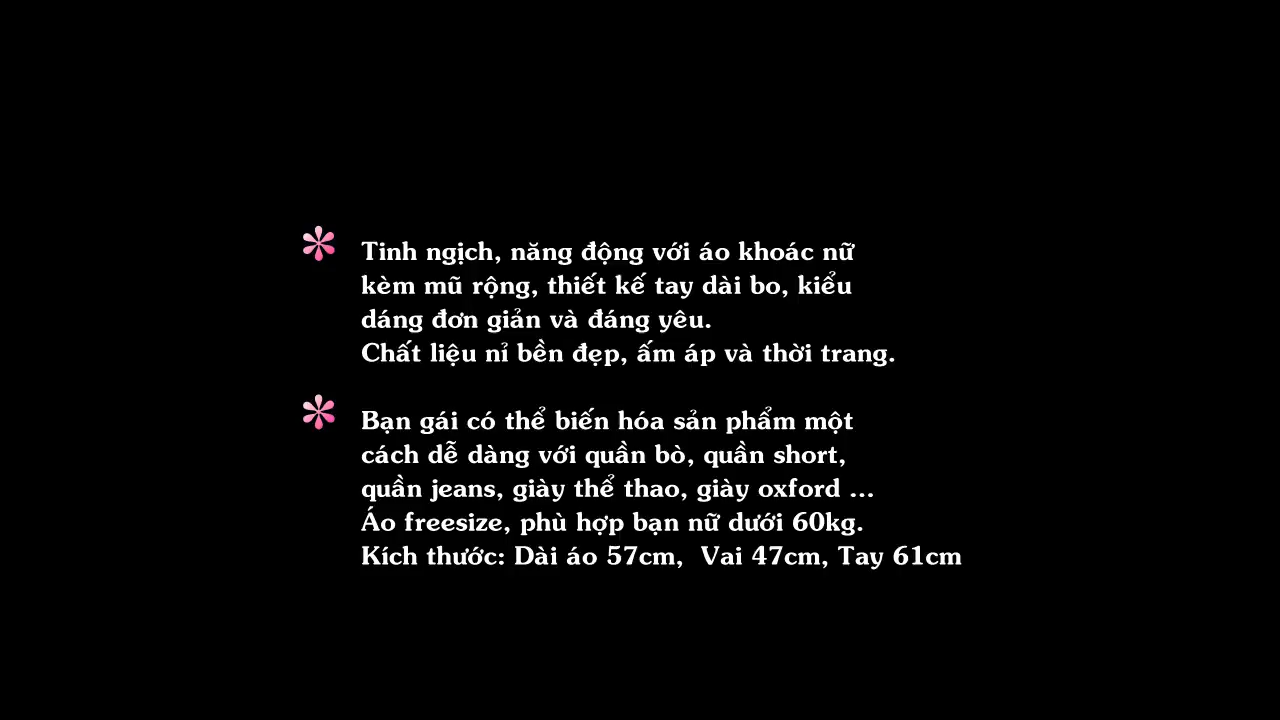 Tinh nghịch, năng động với áo khoác nữ
kèm mũ rộng, thiết kế tay dài bo, kiểu
dáng đơn giản và đáng yêu.
Chất liệu nỉ bền đẹp, ấm áp và thời trang.
Bạn gái có thể biến hóa sản phẩm một
cách dễ dàng với quần bò, quần short,
quần jeans, giày thể thao, giày oxford ...
Áo freesize, phù hợp bạn nữ dưới 60kg.
Kích thước: Dài áo 57cm,  Vai 47cm, Tay 61cm